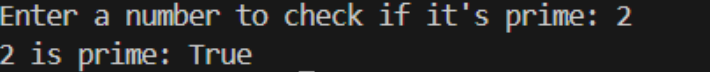 Enter a number to check if it's prime: 2
2 is prime: True